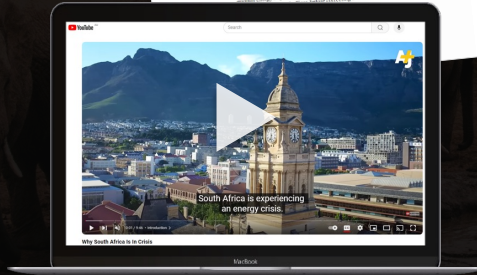 YouTube
Search
South Africa is experiencing
an energy crisis.
Why South Africa Is In Crisis
MacBook